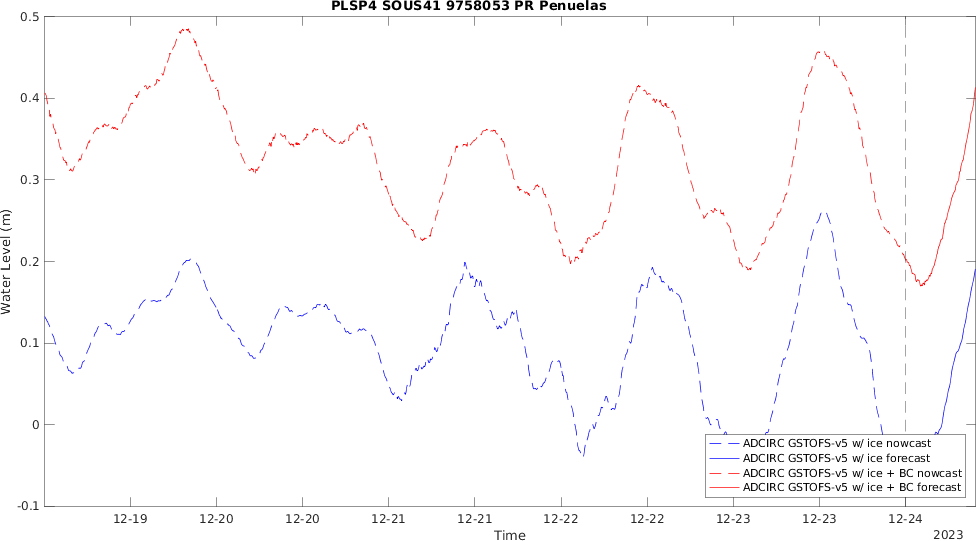 PLSP4 SOUS41 9758053 PR Penuelas
0.5
0.4
0.3
0.2
0.1
0
-0.1
Water Level (m)
12-19
12-20
12-20
12-21
12-21
12-22
12-22
12-23
12-23
12-24
Time
2023
ADCIRC GSTOFS-v5 w/ ice nowcast
ADCIRC GSTOFS-v5 w/ ice forecast
ADCIRC GSTOFS-v5 w/ ice + BC nowcast
ADCIRC GSTOFS-v5 w/ ice + BC forecast